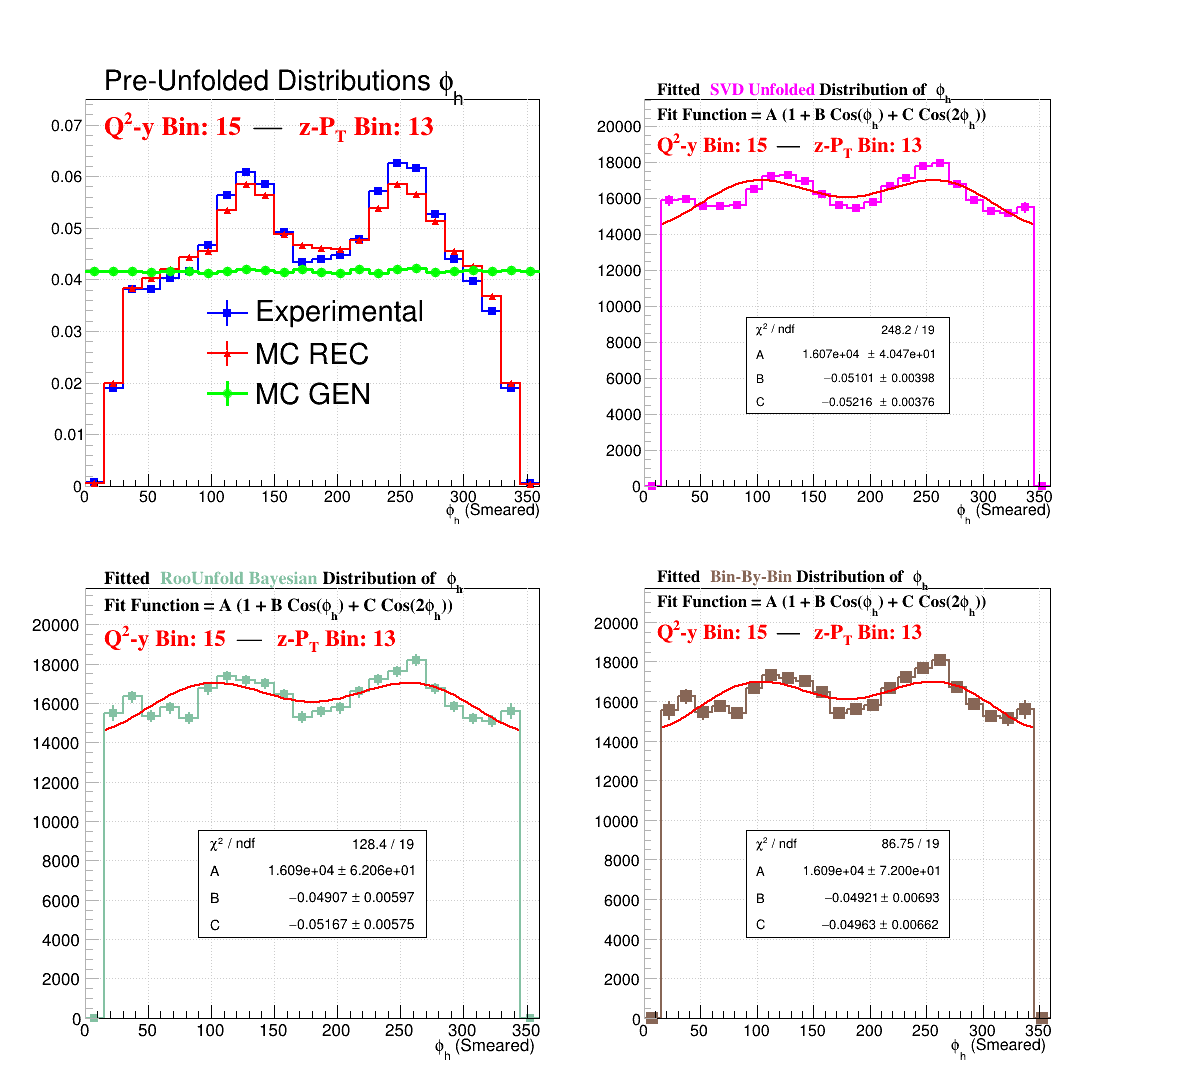 Pre-Unfolded Distributions ϕh
Q²-y Bin: 15 — z-PT Bin: 13
0.07
0.06
0.05
0.04
0.03
0.02
0.01
0
Experimental
MC REC
MC GEN
0 50 100 150 200 250 300 350
ϕh (Smeared)
Fitted SVD Unfolded Distribution of ϕh
Fit Function = A (1 + B Cos(ϕh) + C Cos(2ϕh))
Q²-y Bin: 15 — z-PT Bin: 13
20000
18000
16000
14000
12000
10000
8000
6000
4000
2000
0
χ² / ndf 248.2 / 19
A 1.607e+04 ± 4.047e+01
B −0.05101 ± 0.00398
C −0.05216 ± 0.00376
0 50 100 150 200 250 300 350
ϕh (Smeared)
Fitted RooUnfold Bayesian Distribution of ϕh
Fit Function = A (1 + B Cos(ϕh) + C Cos(2ϕh))
Q²-y Bin: 15 — z-PT Bin: 13
20000
18000
16000
14000
12000
10000
8000
6000
4000
2000
0
χ² / ndf 128.4 / 19
A 1.609e+04 ± 6.206e+01
B −0.04907 ± 0.00597
C −0.05167 ± 0.00575
0 50 100 150 200 250 300 350
ϕh (Smeared)
Fitted Bin-By-Bin Distribution of ϕh
Fit Function = A (1 + B Cos(ϕh) + C Cos(2ϕh))
Q²-y Bin: 15 — z-PT Bin: 13
20000
18000
16000
14000
12000
10000
8000
6000
4000
2000
0
χ² / ndf 86.75 / 19
A 1.609e+04 ± 7.200e+01
B −0.04921 ± 0.00693
C −0.04963 ± 0.00662
0 50 100 150 200 250 300 350
ϕh (Smeared)